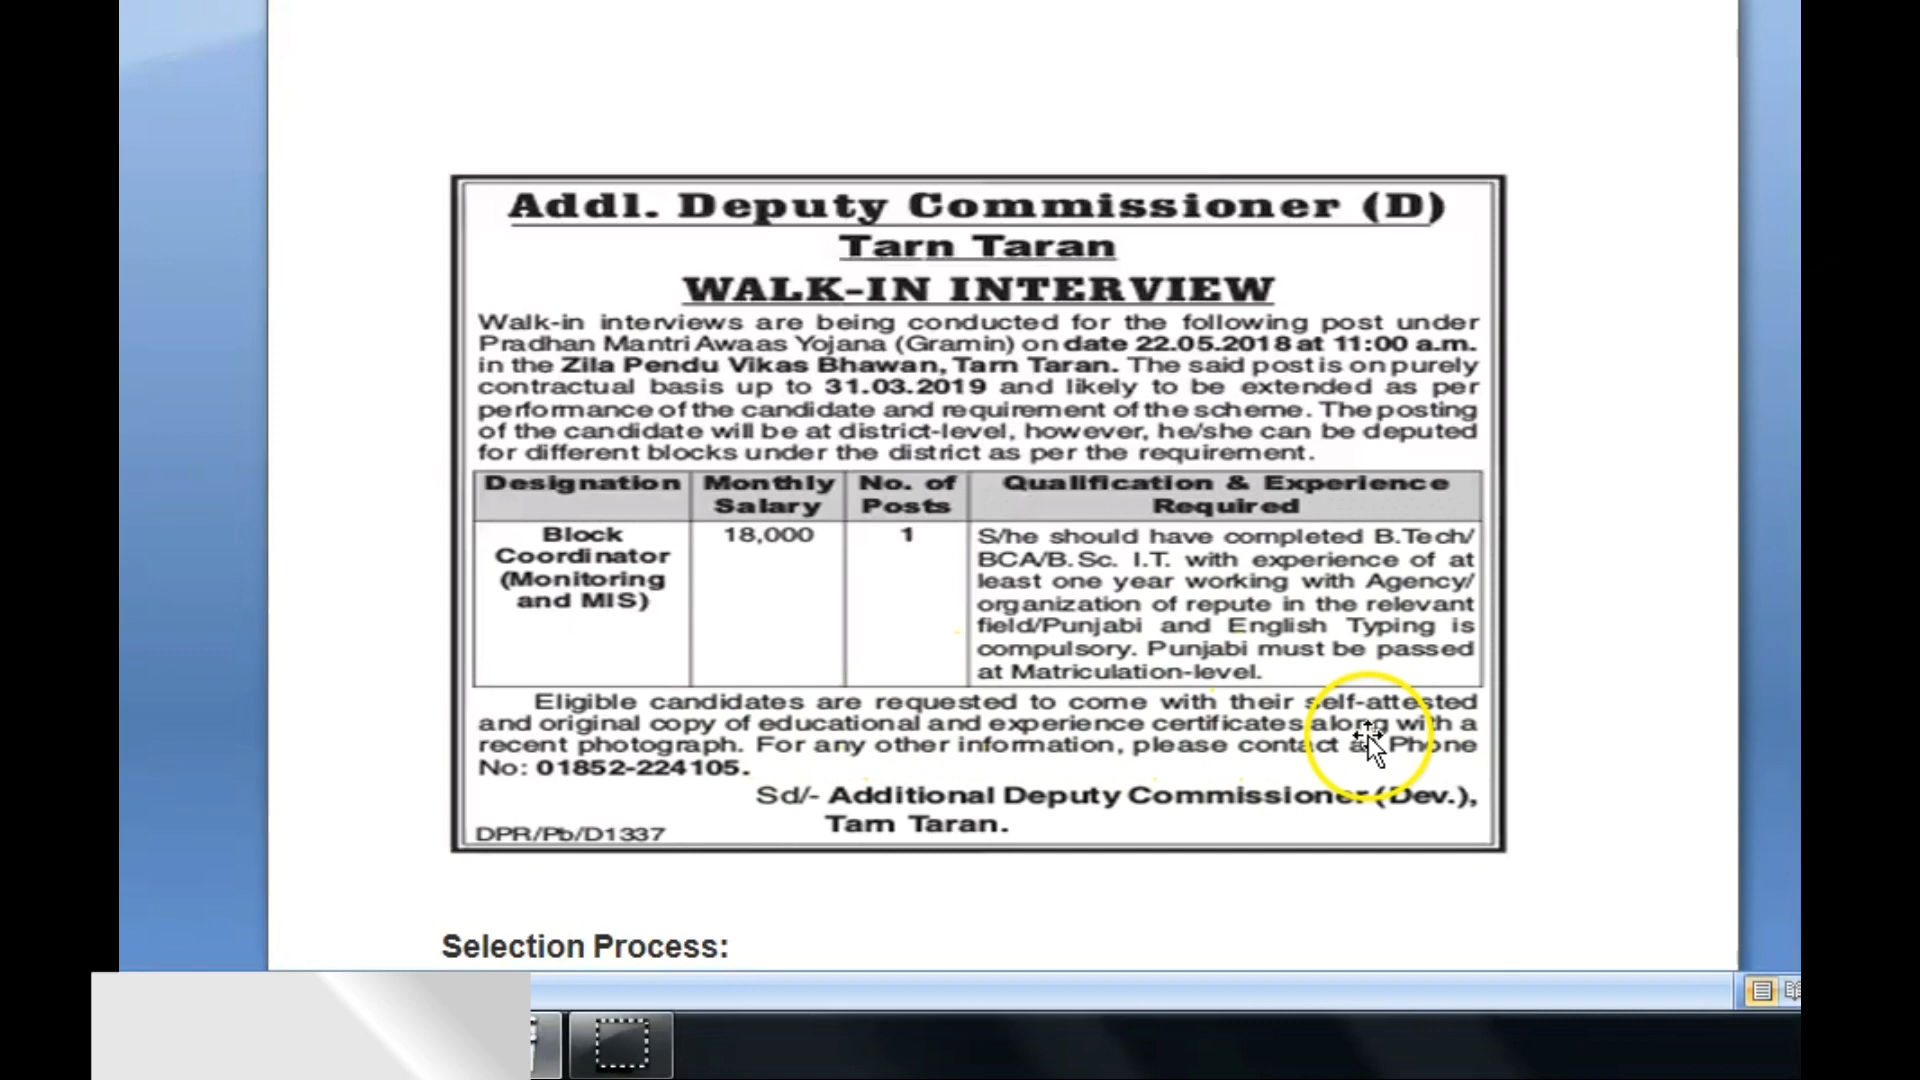 Addl. Deputy Commissioner (D)
Tarn Taran
WALK-IN INTERVIEW
Walk-in interviews are being conducted for the following post under
Pradhan Mantri Awaas Yojana (Gramin) on date 22.05.2018 at 11:00 a.m.
in the Zila Pendu Vikas Bhawan, Tarn Taran. The said post is on purely
contractual basis up to 31.03.2019 and likely to be extended as per
performance of the candidate and requirement of the scheme. The posting
of the candidate will be at district-level, however, he/she can be deputed
for different blocks under the district as per the requirement.
Designation Monthly Salary No. of Posts Qualification & Experience Required
Block Coordinator (Monitoring and MIS) 18,000 1
S/he should have completed B.Tech/
BCA/B.Sc. I.T. with experience of at
least one year working with Agency/
organization of repute in the relevant
field/Punjabi and English Typing is
compulsory. Punjabi must be passed
at Matriculation-level.
Eligible candidates are requested to come with their self-attested
and original copy of educational and experience certificates along with a
recent photograph. For any other information, please contact at Phone
No: 01852-224105.
Sd/- Additional Deputy Commissioner (Dev.),
Tarn Taran.
DPR/Pb/D1337
Selection Process: